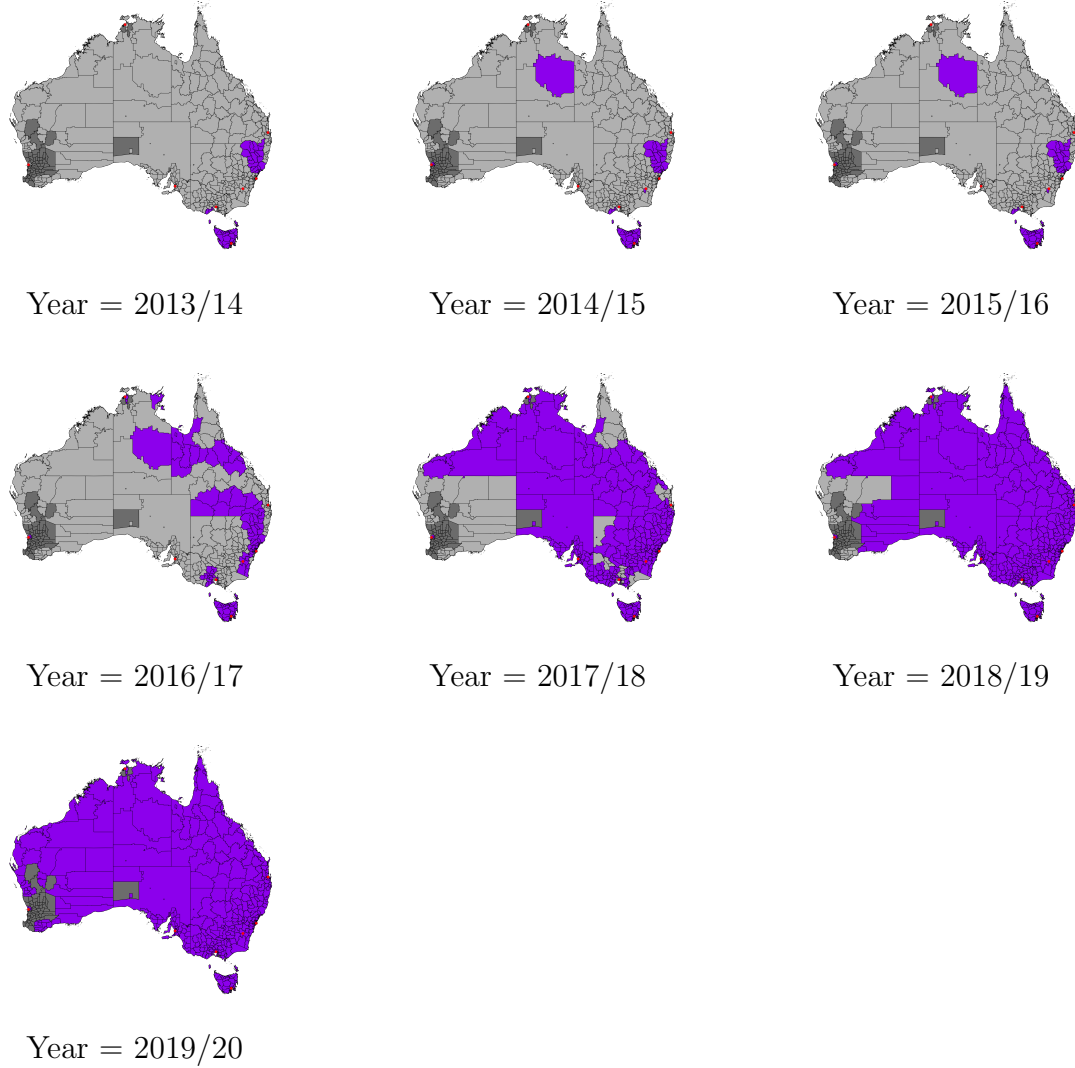 Year = 2013/14
Year = 2014/15
Year = 2015/16
Year = 2016/17
Year = 2017/18
Year = 2018/19
Year = 2019/20